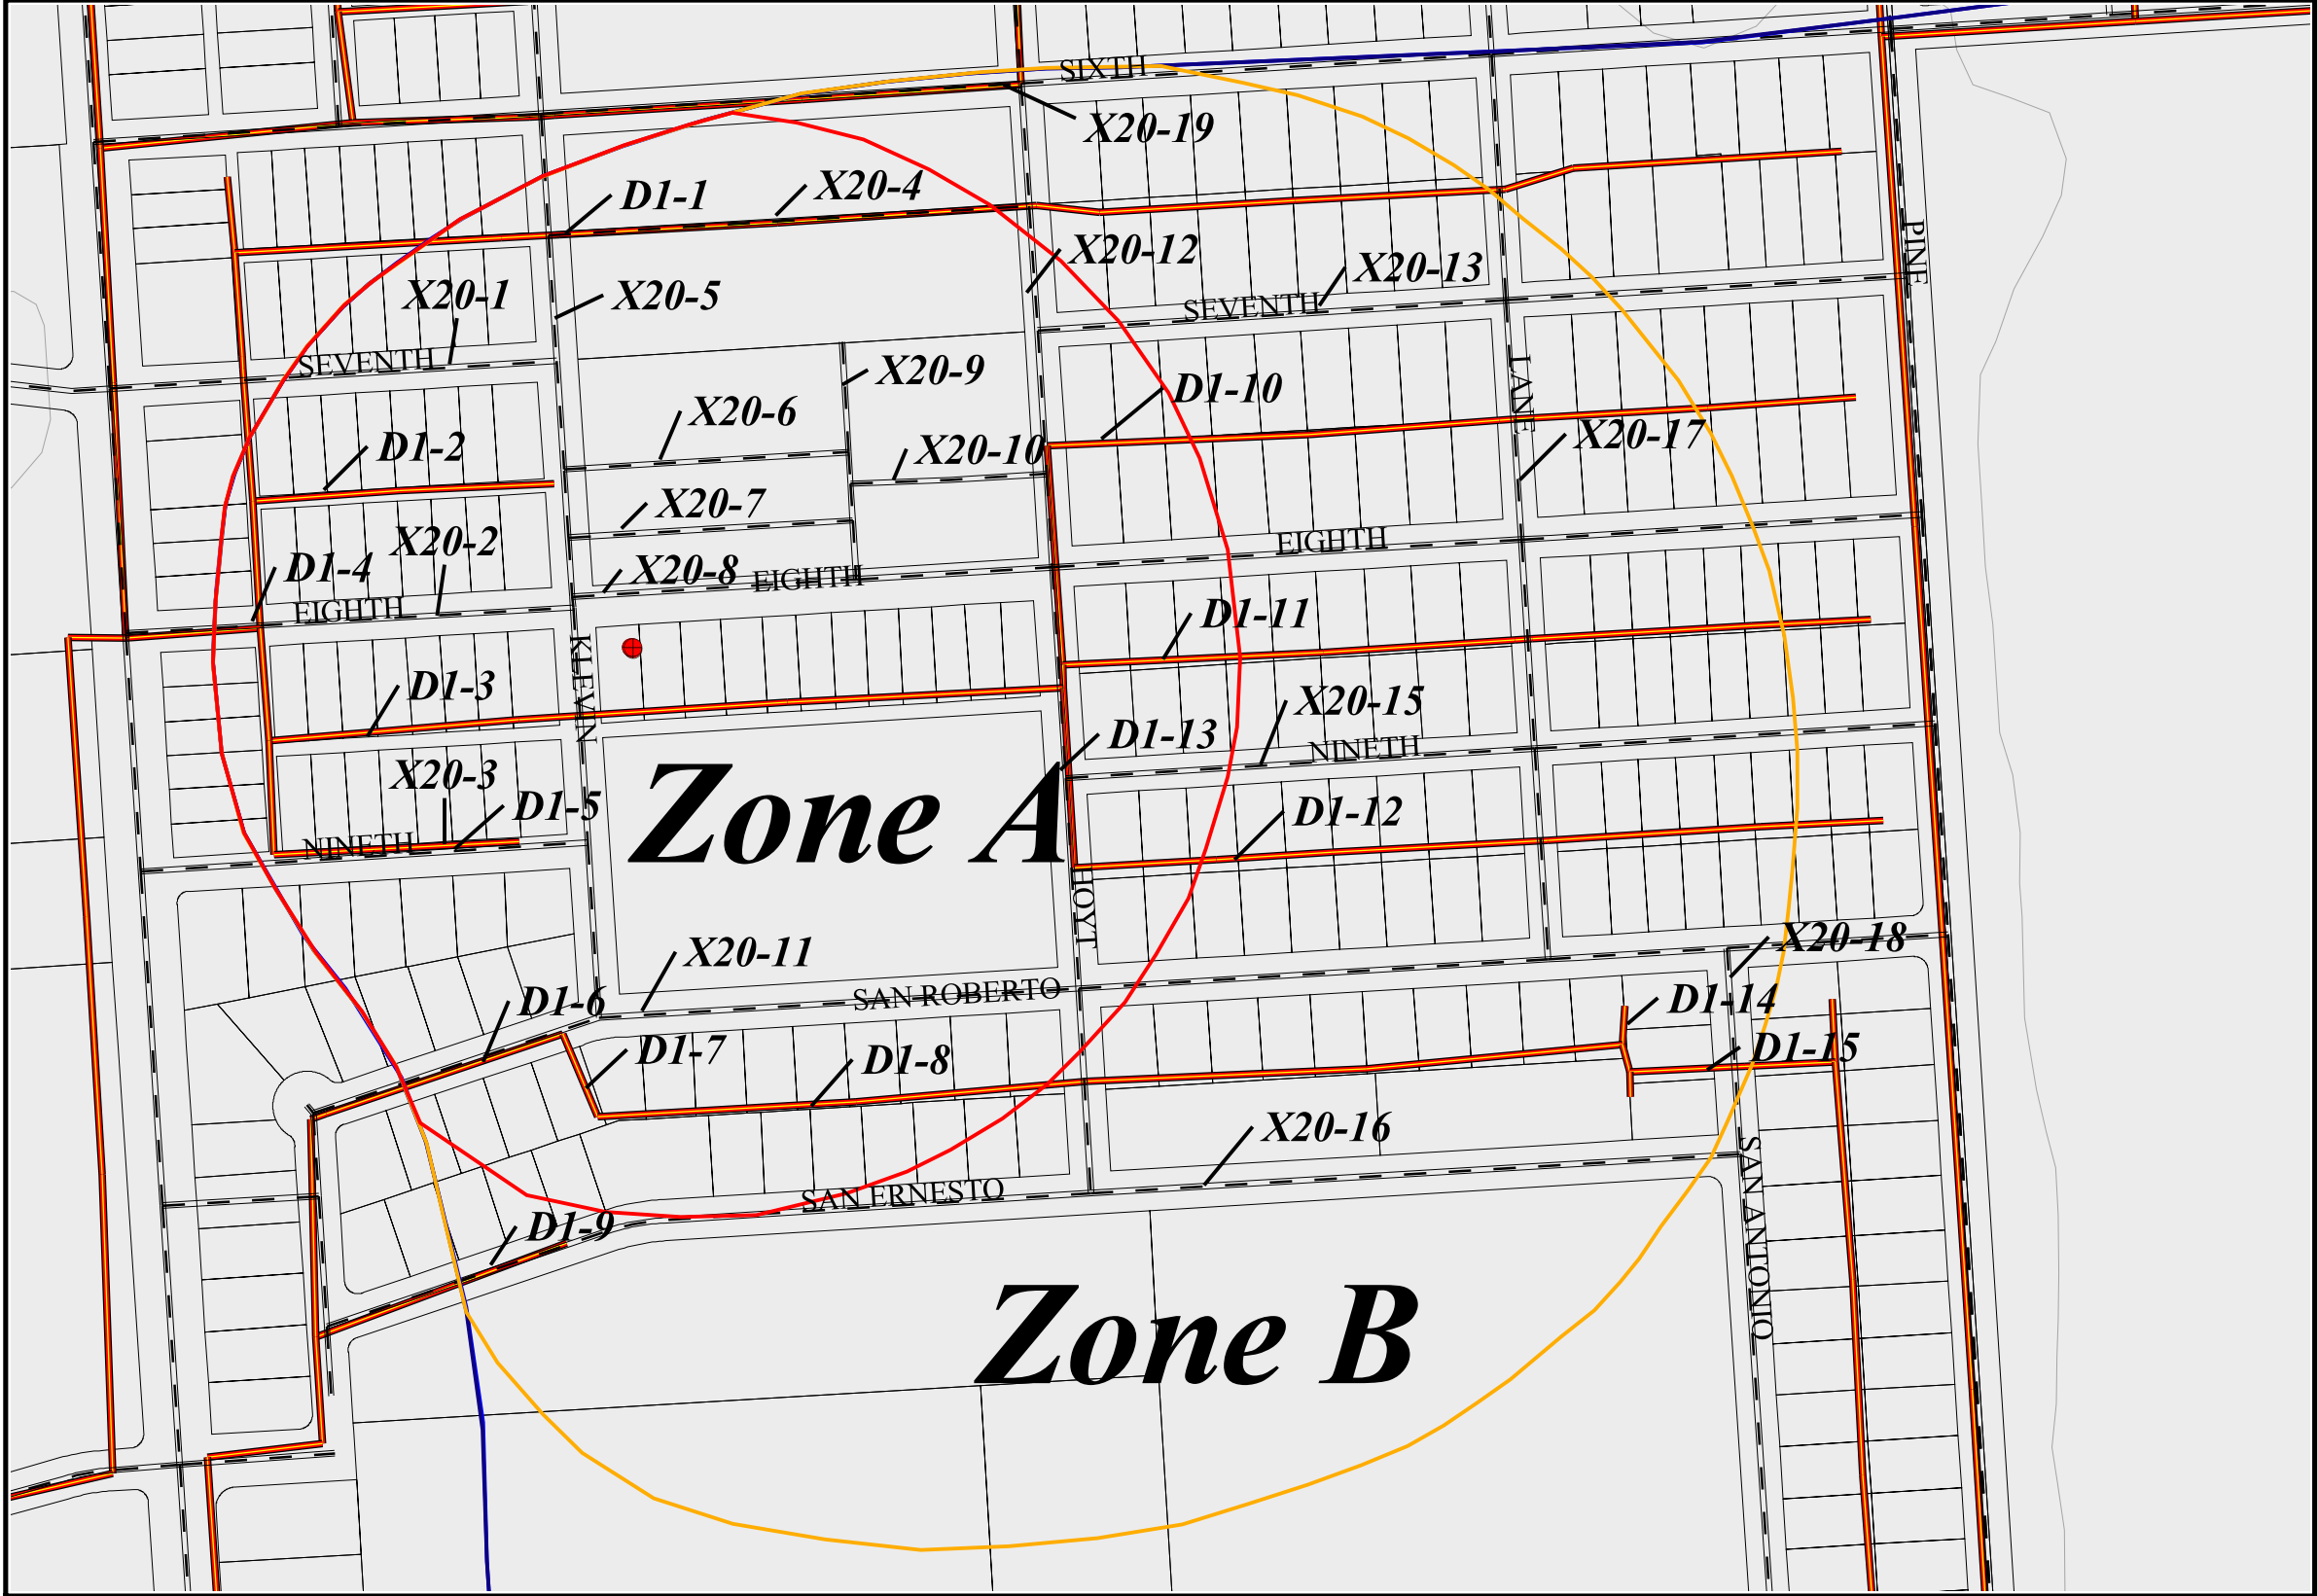 SIXTH
X20-19
D1-1
X20-4
X20-12
X20-13
PINE
X20-1
X20-5
SEVENTH
SEVENTH
X20-9
LANE
D1-10
X20-6
D1-2
X20-10
X20-17
X20-7
X20-2
EIGHTH
D1-4
X20-8
EIGHTH
EIGHTH
D1-11
KLEVIN
D1-3
X20-15
D1-13
NINETH
X20-3
D1-5
Zone A
D1-12
NINETH
HOYT
X20-11
X20-18
D1-6
SAN ROBERTO
D1-14
D1-7
D1-8
D1-15
X20-16
SAN ANTONIO
SAN ERNESTO
D1-9
Zone B